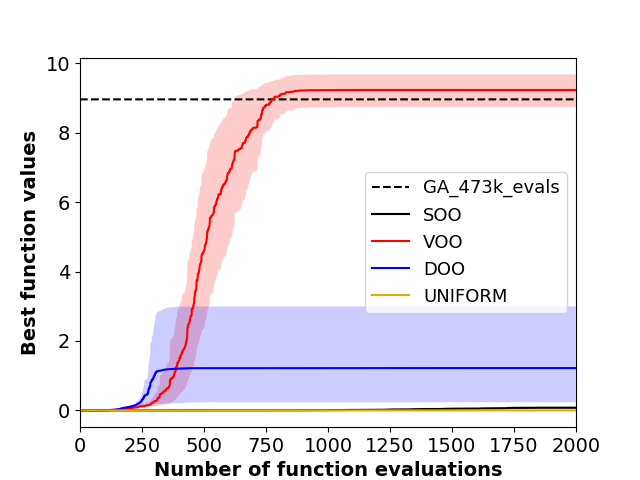 10
8
6
4
2
0
Best function values
GA_473k_evals
SOO
VOO
DOO
UNIFORM
0 250 500 750 1000 1250 1500 1750 2000
Number of function evaluations